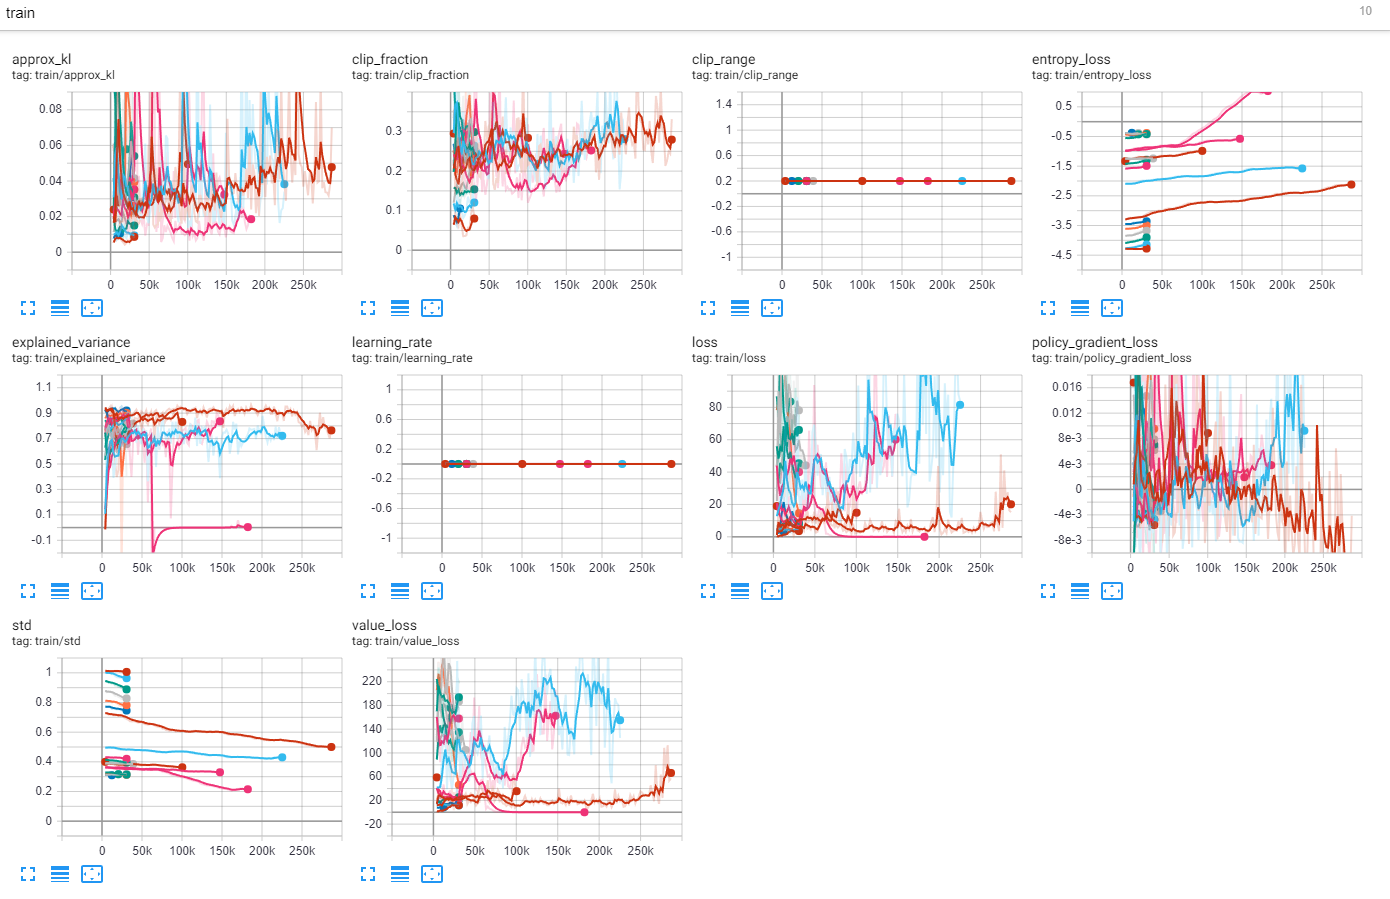 train 10
approx_kl
tag: train/approx_kl
0.08
0.06
0.04
0.02
0
0 50k 100k 150k 200k 250k
clip_fraction
tag: train/clip_fraction
0.3
0.2
0.1
0
0 50k 100k 150k 200k 250k
clip_range
tag: train/clip_range
1.4
1
0.6
0.2
-0.2
-0.6
-1
0 50k 100k 150k 200k 250k
entropy_loss
tag: train/entropy_loss
0.5
-0.5
-1.5
-2.5
-3.5
-4.5
0 50k 100k 150k 200k 250k
explained_variance
tag: train/explained_variance
1.1
0.9
0.7
0.5
0.3
0.1
-0.1
0 50k 100k 150k 200k 250k
learning_rate
tag: train/learning_rate
1
0.6
0.2
-0.2
-0.6
-1
0 50k 100k 150k 200k 250k
loss
tag: train/loss
80
60
40
20
0
0 50k 100k 150k 200k 250k
policy_gradient_loss
tag: train/policy_gradient_loss
0.016
0.012
8e-3
4e-3
0
-4e-3
-8e-3
0 50k 100k 150k 200k 250k
std
tag: train/std
1
0.8
0.6
0.4
0.2
0
0 50k 100k 150k 200k 250k
value_loss
tag: train/value_loss
220
180
140
100
60
20
-20
0 50k 100k 150k 200k 250k